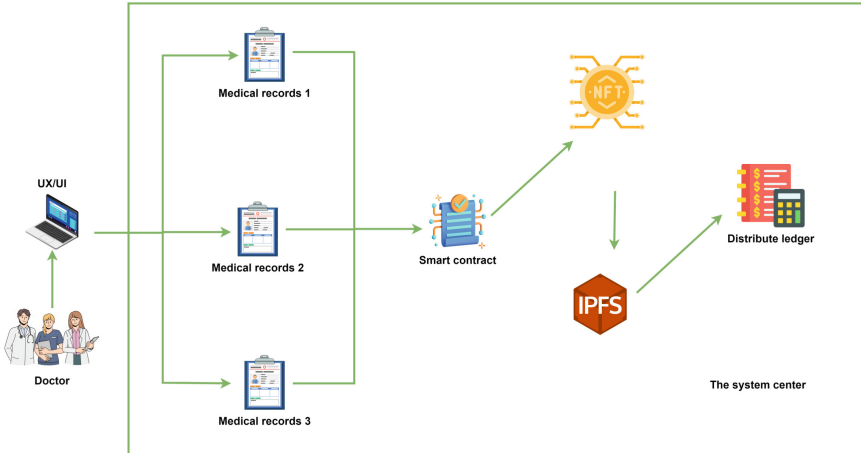 Medical records 1
NFT
UX/UI
Medical records 2
Smart contract
Distribute ledger
IPFS
Doctor
The system center
Medical records 3